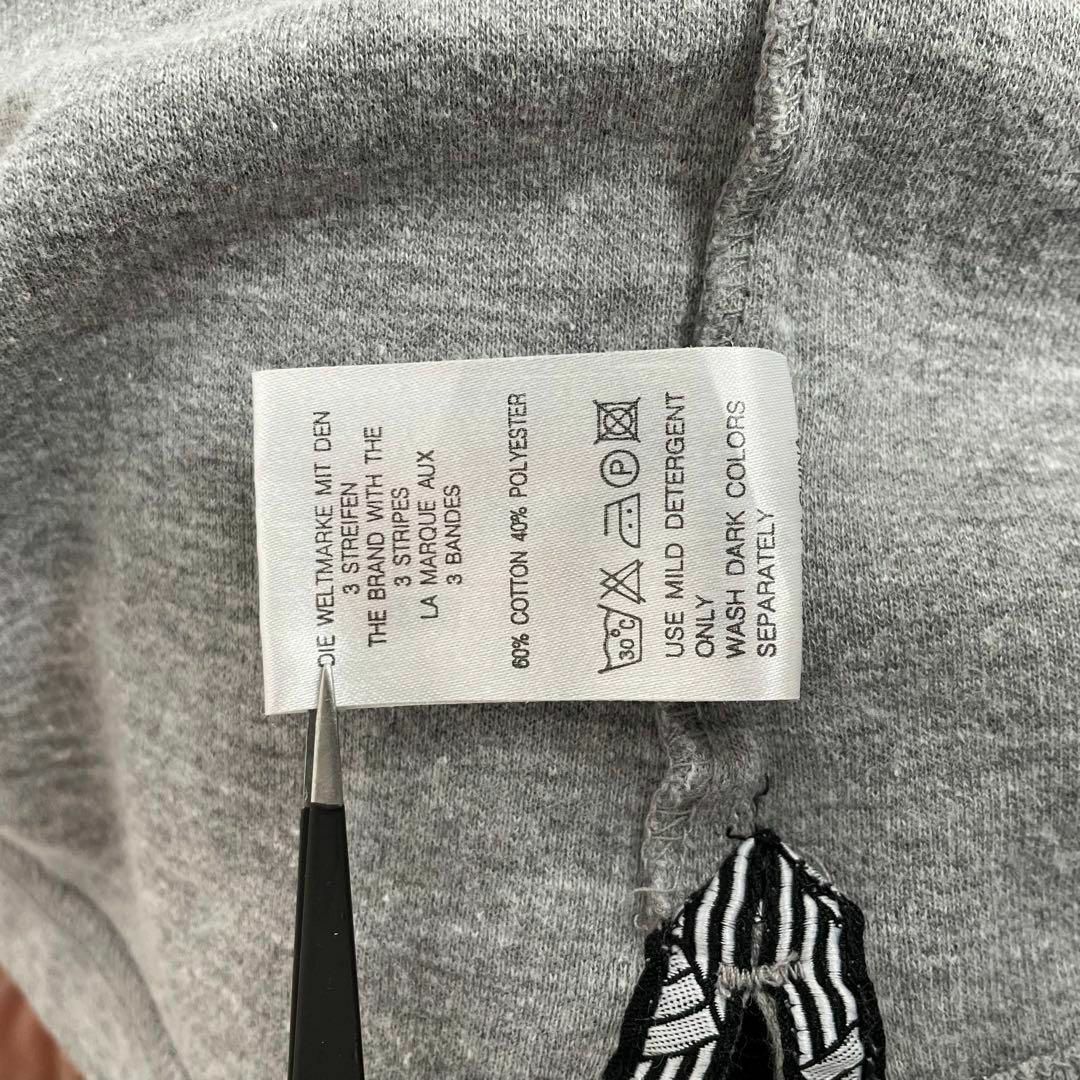 DIE WELTMARKE MIT DEN
3 STREIFEN
THE BRAND WITH THE
3 STRIPES
LA MARQUE AUX
3 BANDES
60% COTTON 40% POLYESTER
30°C P
USE MILD DETERGENT
ONLY
WASH DARK COLORS
SEPARATELY